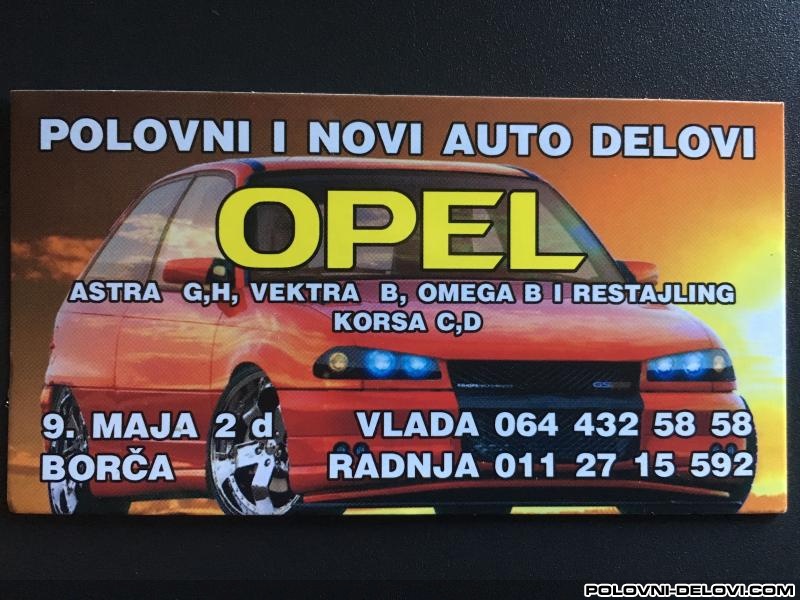 POLOVNI I NOVI AUTO DELOVI
OPEL
ASTRA G,H, VEKTRA B, OMEGA B I RESTAJLING
KORSA C,D
9. MAJA 2 d
BORČA
VLADA 064 432 58 58
RADNJA 011 27 15 592
POLOVNI-DELOVI.COM